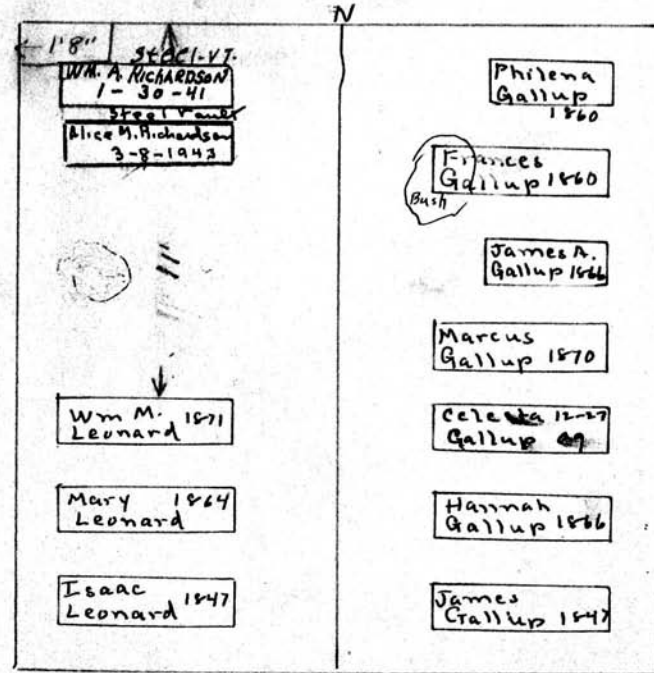 N
1'8"
Steel-VT.
WM. A. RICHARDSON
1-30-41
Steel Vault
Alice M. Richardson
3-8-1943
Wm M. 1871
Leonard
Mary 1864
Leonard
Isaac
Leonard 1847
Philena
Gallup
1860
Frances
Gallup 1860
Bush
James A.
Gallup 1866
Marcus
Gallup 1870
Celesta 12-27
Gallup
Hannah
Gallup 1866
James
Gallup 1847